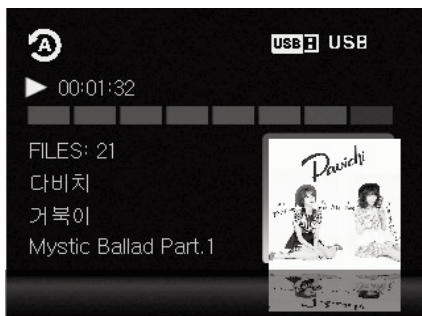 A
USB USB
00:01:32
FILES: 21
다비치
거북이
Mystic Ballad Part.1
Davichi